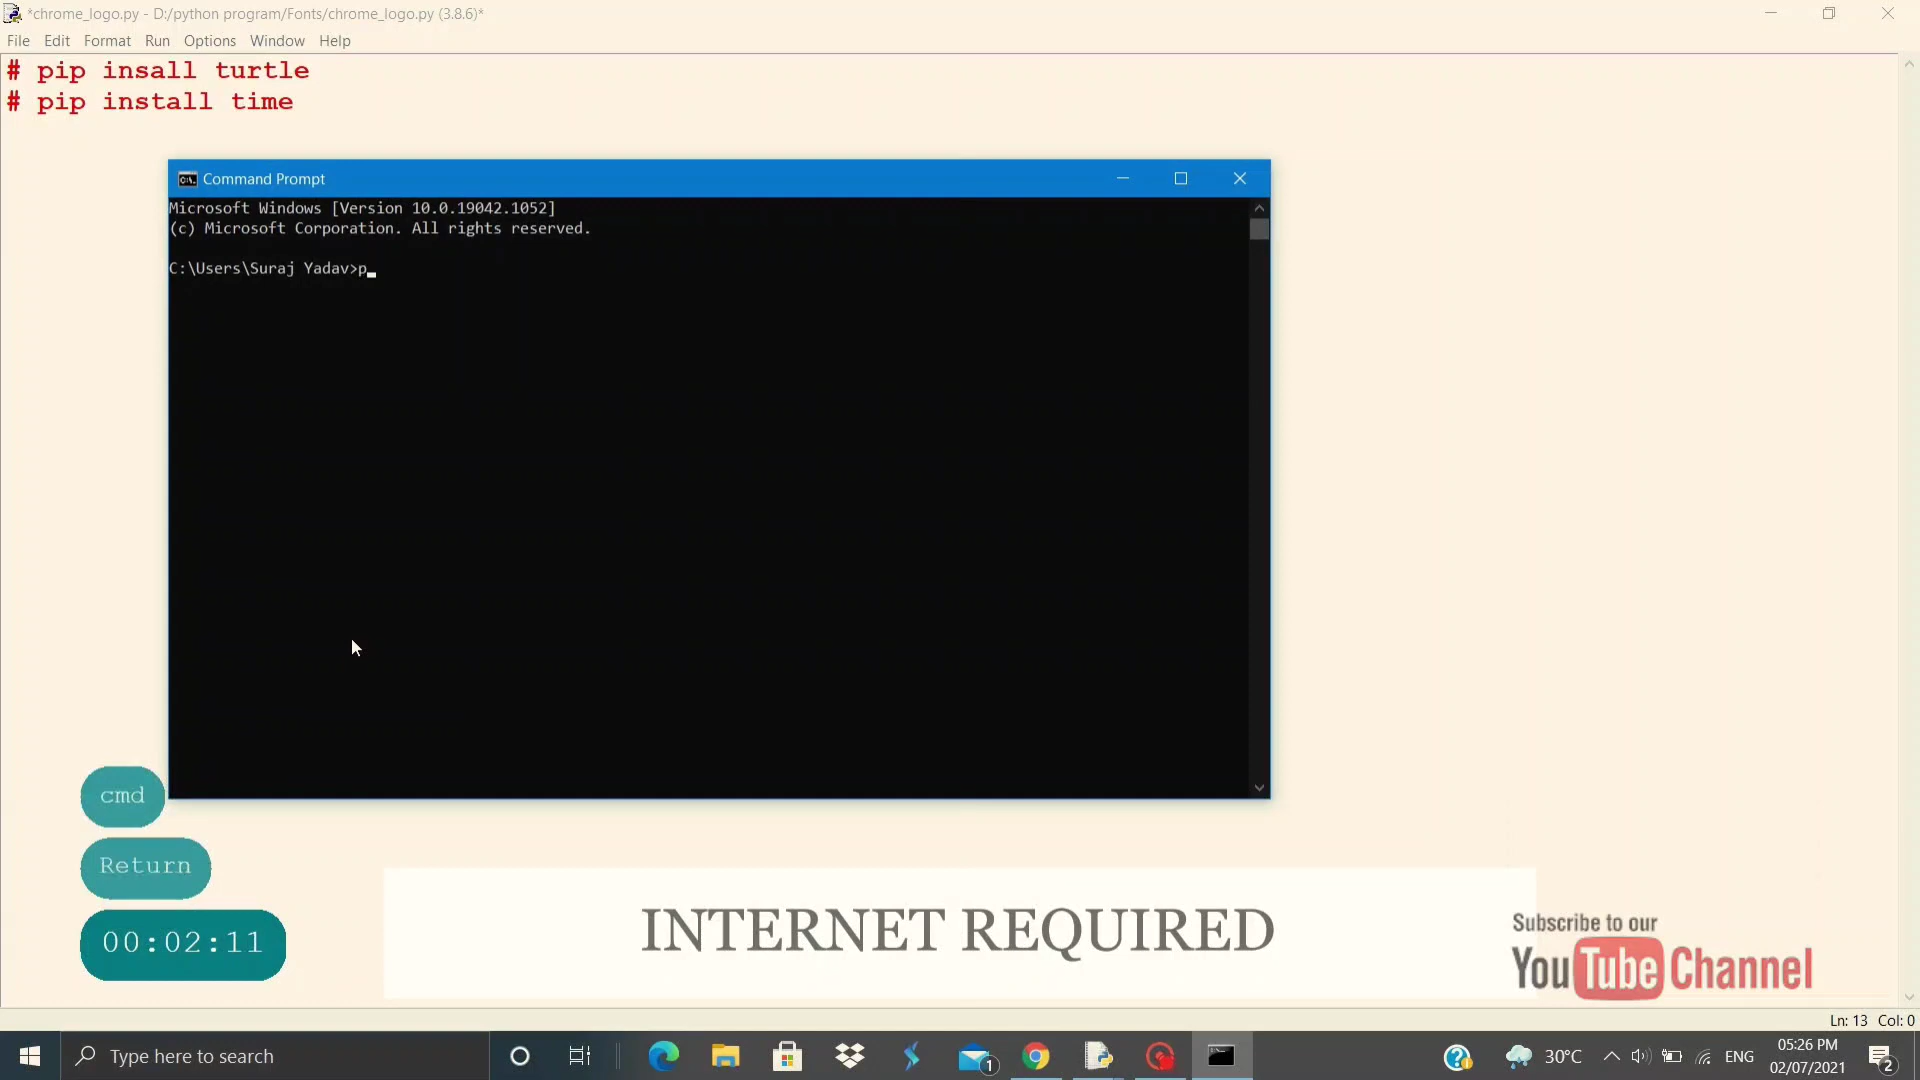 *chrome_logo.py - D:/python program/Fonts/chrome_logo.py (3.8.6)*
File Edit Format Run Options Window Help
# pip insall turtle
# pip install time
Command Prompt
Microsoft Windows [Version 10.0.19042.1052]
(c) Microsoft Corporation. All rights reserved.
C:\Users\Suraj Yadav>p
cmd
Return
00:02:11
INTERNET REQUIRED
Subscribe to our
YouTube Channel
Ln: 13 Col: 0
Type here to search
1
30°C
ENG
05:26 PM
02/07/2021
2